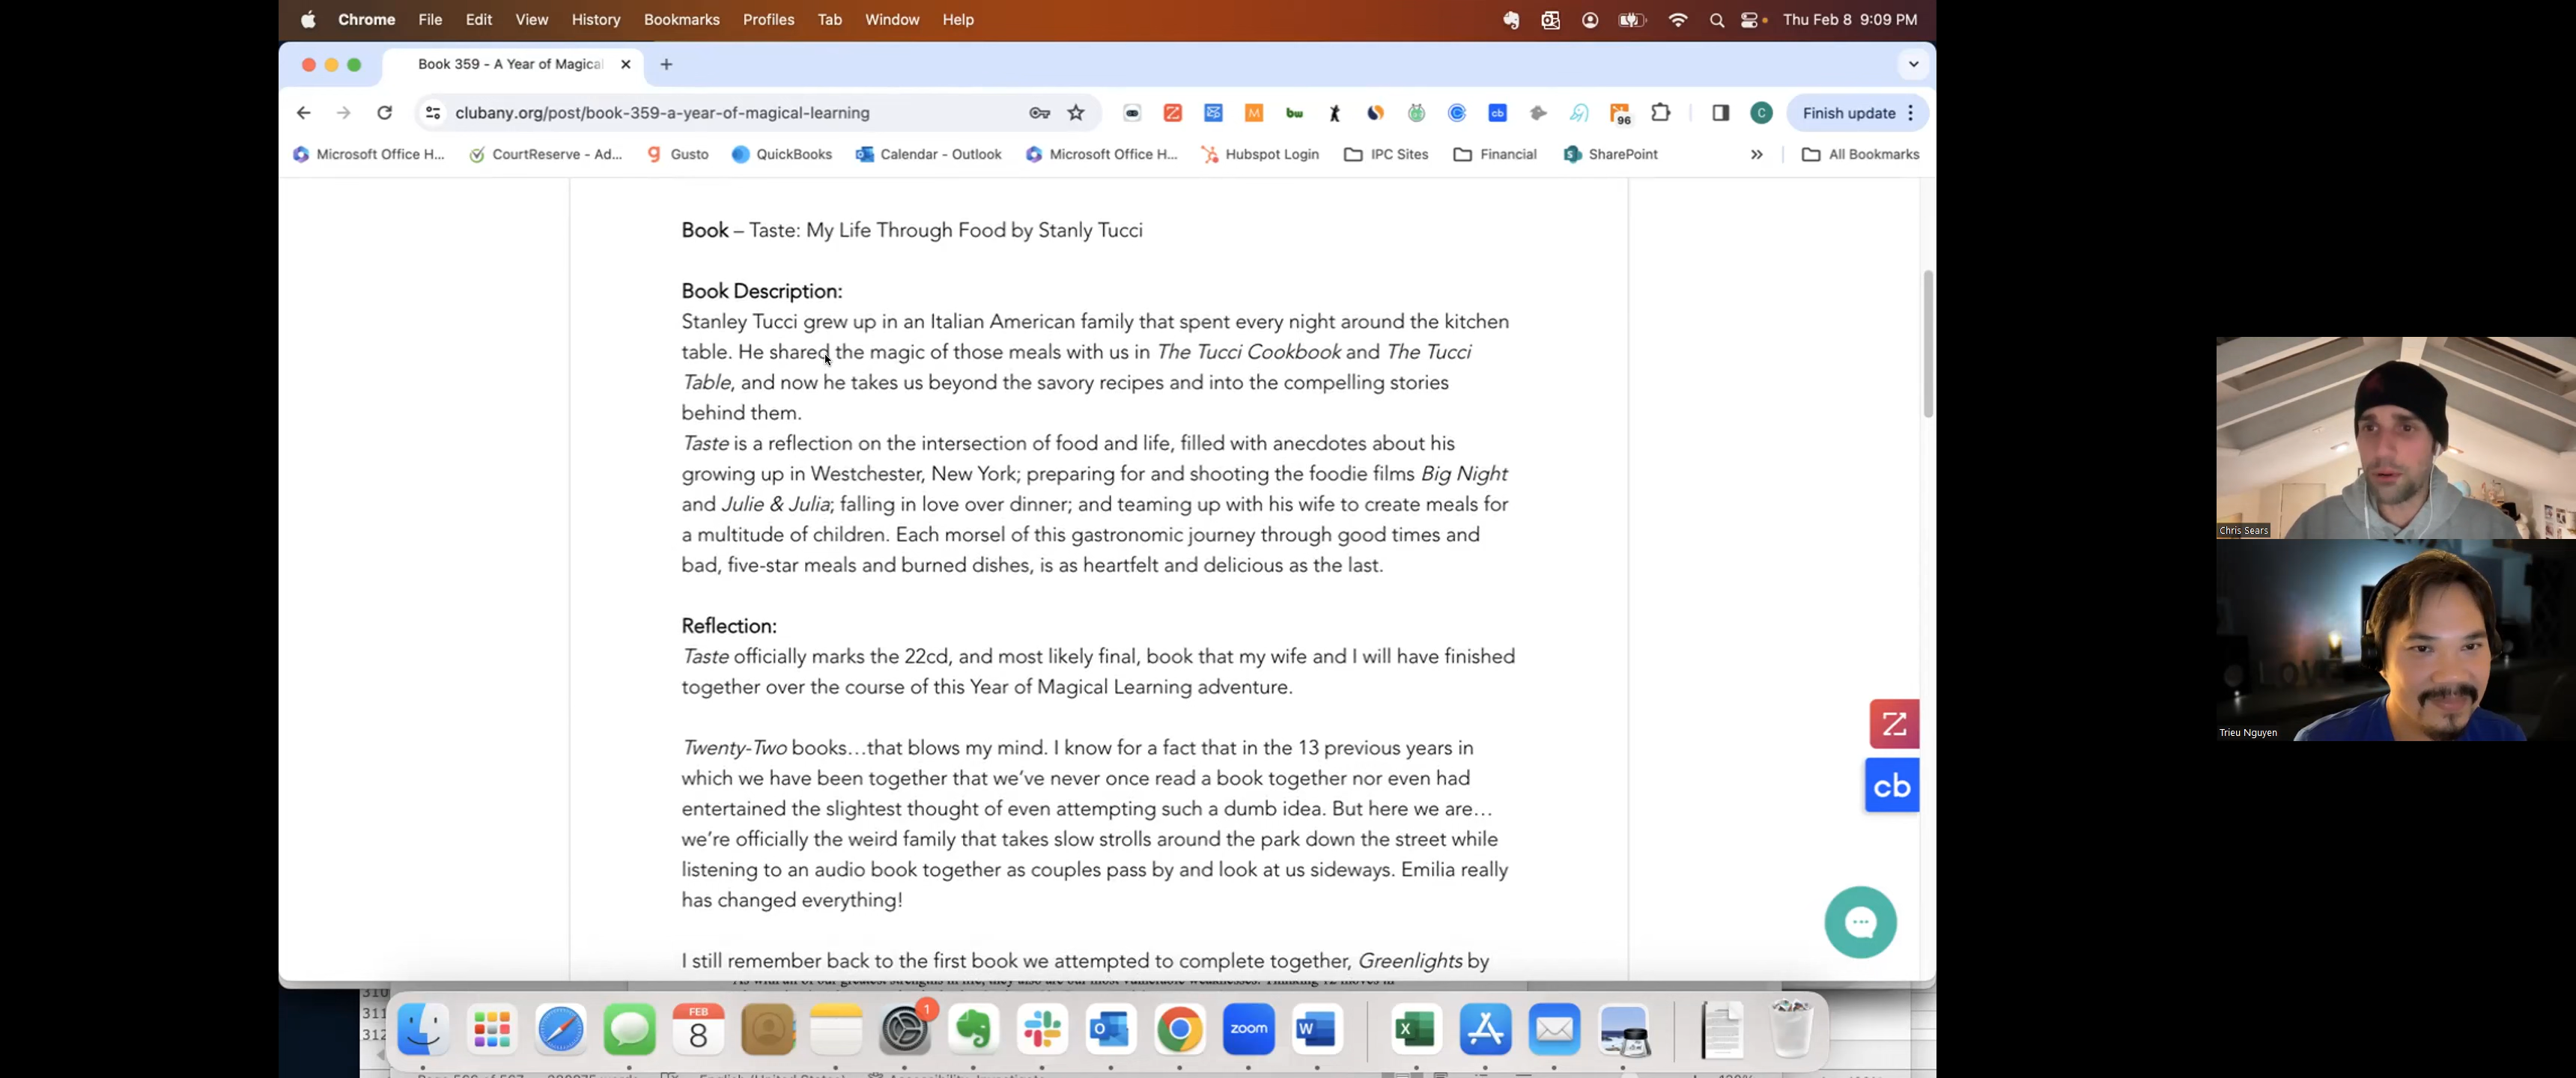 Chrome File Edit View History Bookmarks Profiles Tab Window Help Thu Feb 8 9:09 PM
Book 359 - A Year of Magical
clubany.org/post/book-359-a-year-of-magical-learning M bw cb 96 C Finish update
Microsoft Office H... CourtReserve - Ad... Gusto QuickBooks Calendar - Outlook Microsoft Office H... Hubspot Login IPC Sites Financial SharePoint » All Bookmarks
Book – Taste: My Life Through Food by Stanly Tucci
Book Description:
Stanley Tucci grew up in an Italian American family that spent every night around the kitchen
table. He shared the magic of those meals with us in The Tucci Cookbook and The Tucci
Table, and now he takes us beyond the savory recipes and into the compelling stories
behind them.
Taste is a reflection on the intersection of food and life, filled with anecdotes about his
growing up in Westchester, New York; preparing for and shooting the foodie films Big Night
and Julie & Julia; falling in love over dinner; and teaming up with his wife to create meals for
a multitude of children. Each morsel of this gastronomic journey through good times and
bad, five-star meals and burned dishes, is as heartfelt and delicious as the last.
Reflection:
Taste officially marks the 22cd, and most likely final, book that my wife and I will have finished
together over the course of this Year of Magical Learning adventure.
Twenty-Two books…that blows my mind. I know for a fact that in the 13 previous years in
which we have been together that we’ve never once read a book together nor even had
entertained the slightest thought of even attempting such a dumb idea. But here we are…
we’re officially the weird family that takes slow strolls around the park down the street while
listening to an audio book together as couples pass by and look at us sideways. Emilia really
has changed everything!
I still remember back to the first book we attempted to complete together, Greenlights by
cb
310
311
312
FEB
8
1
zoom
W
X
Chris Sears
LOVE
Trieu Nguyen